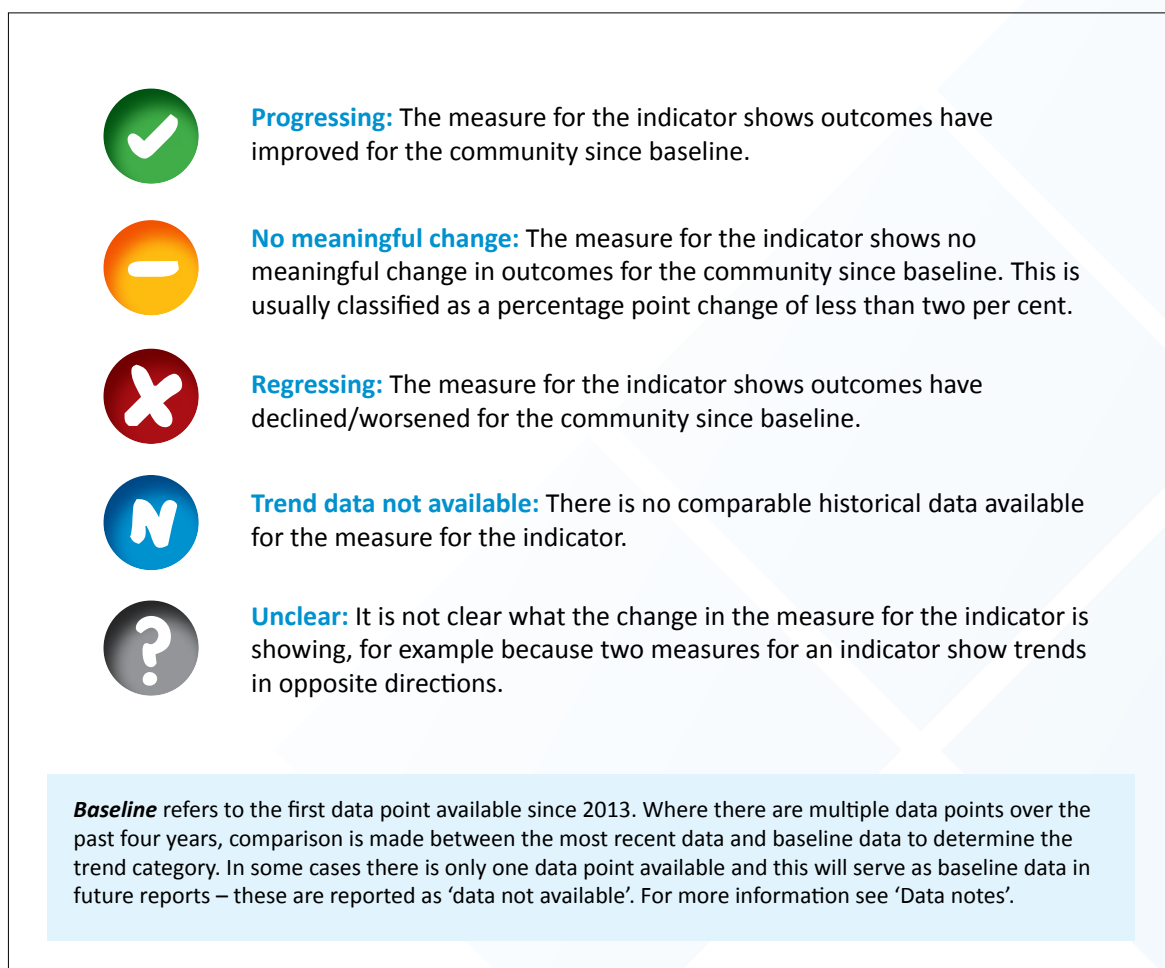 Progressing: The measure for the indicator shows outcomes have
improved for the community since baseline.
No meaningful change: The measure for the indicator shows no
meaningful change in outcomes for the community since baseline. This is
usually classified as a percentage point change of less than two per cent.
Regressing: The measure for the indicator shows outcomes have
declined/worsened for the community since baseline.
N
Trend data not available: There is no comparable historical data available
for the measure for the indicator.
?
Unclear: It is not clear what the change in the measure for the indicator is
showing, for example because two measures for an indicator show trends
in opposite directions.
Baseline refers to the first data point available since 2013. Where there are multiple data points over the
past four years, comparison is made between the most recent data and baseline data to determine the
trend category. In some cases there is only one data point available and this will serve as baseline data in
future reports – these are reported as ‘data not available’. For more information see ‘Data notes’.